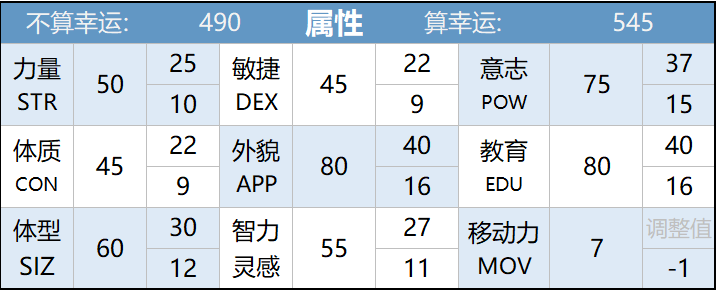 不算幸运: 490 属性 算幸运: 545
力量 STR 50 25 10 敏捷 DEX 45 22 9 意志 POW 75 37 15
体质 CON 45 22 9 外貌 APP 80 40 16 教育 EDU 80 40 16
体型 SIZ 60 30 12 智力 灵感 55 27 11 移动力 MOV 7 调整值 -1